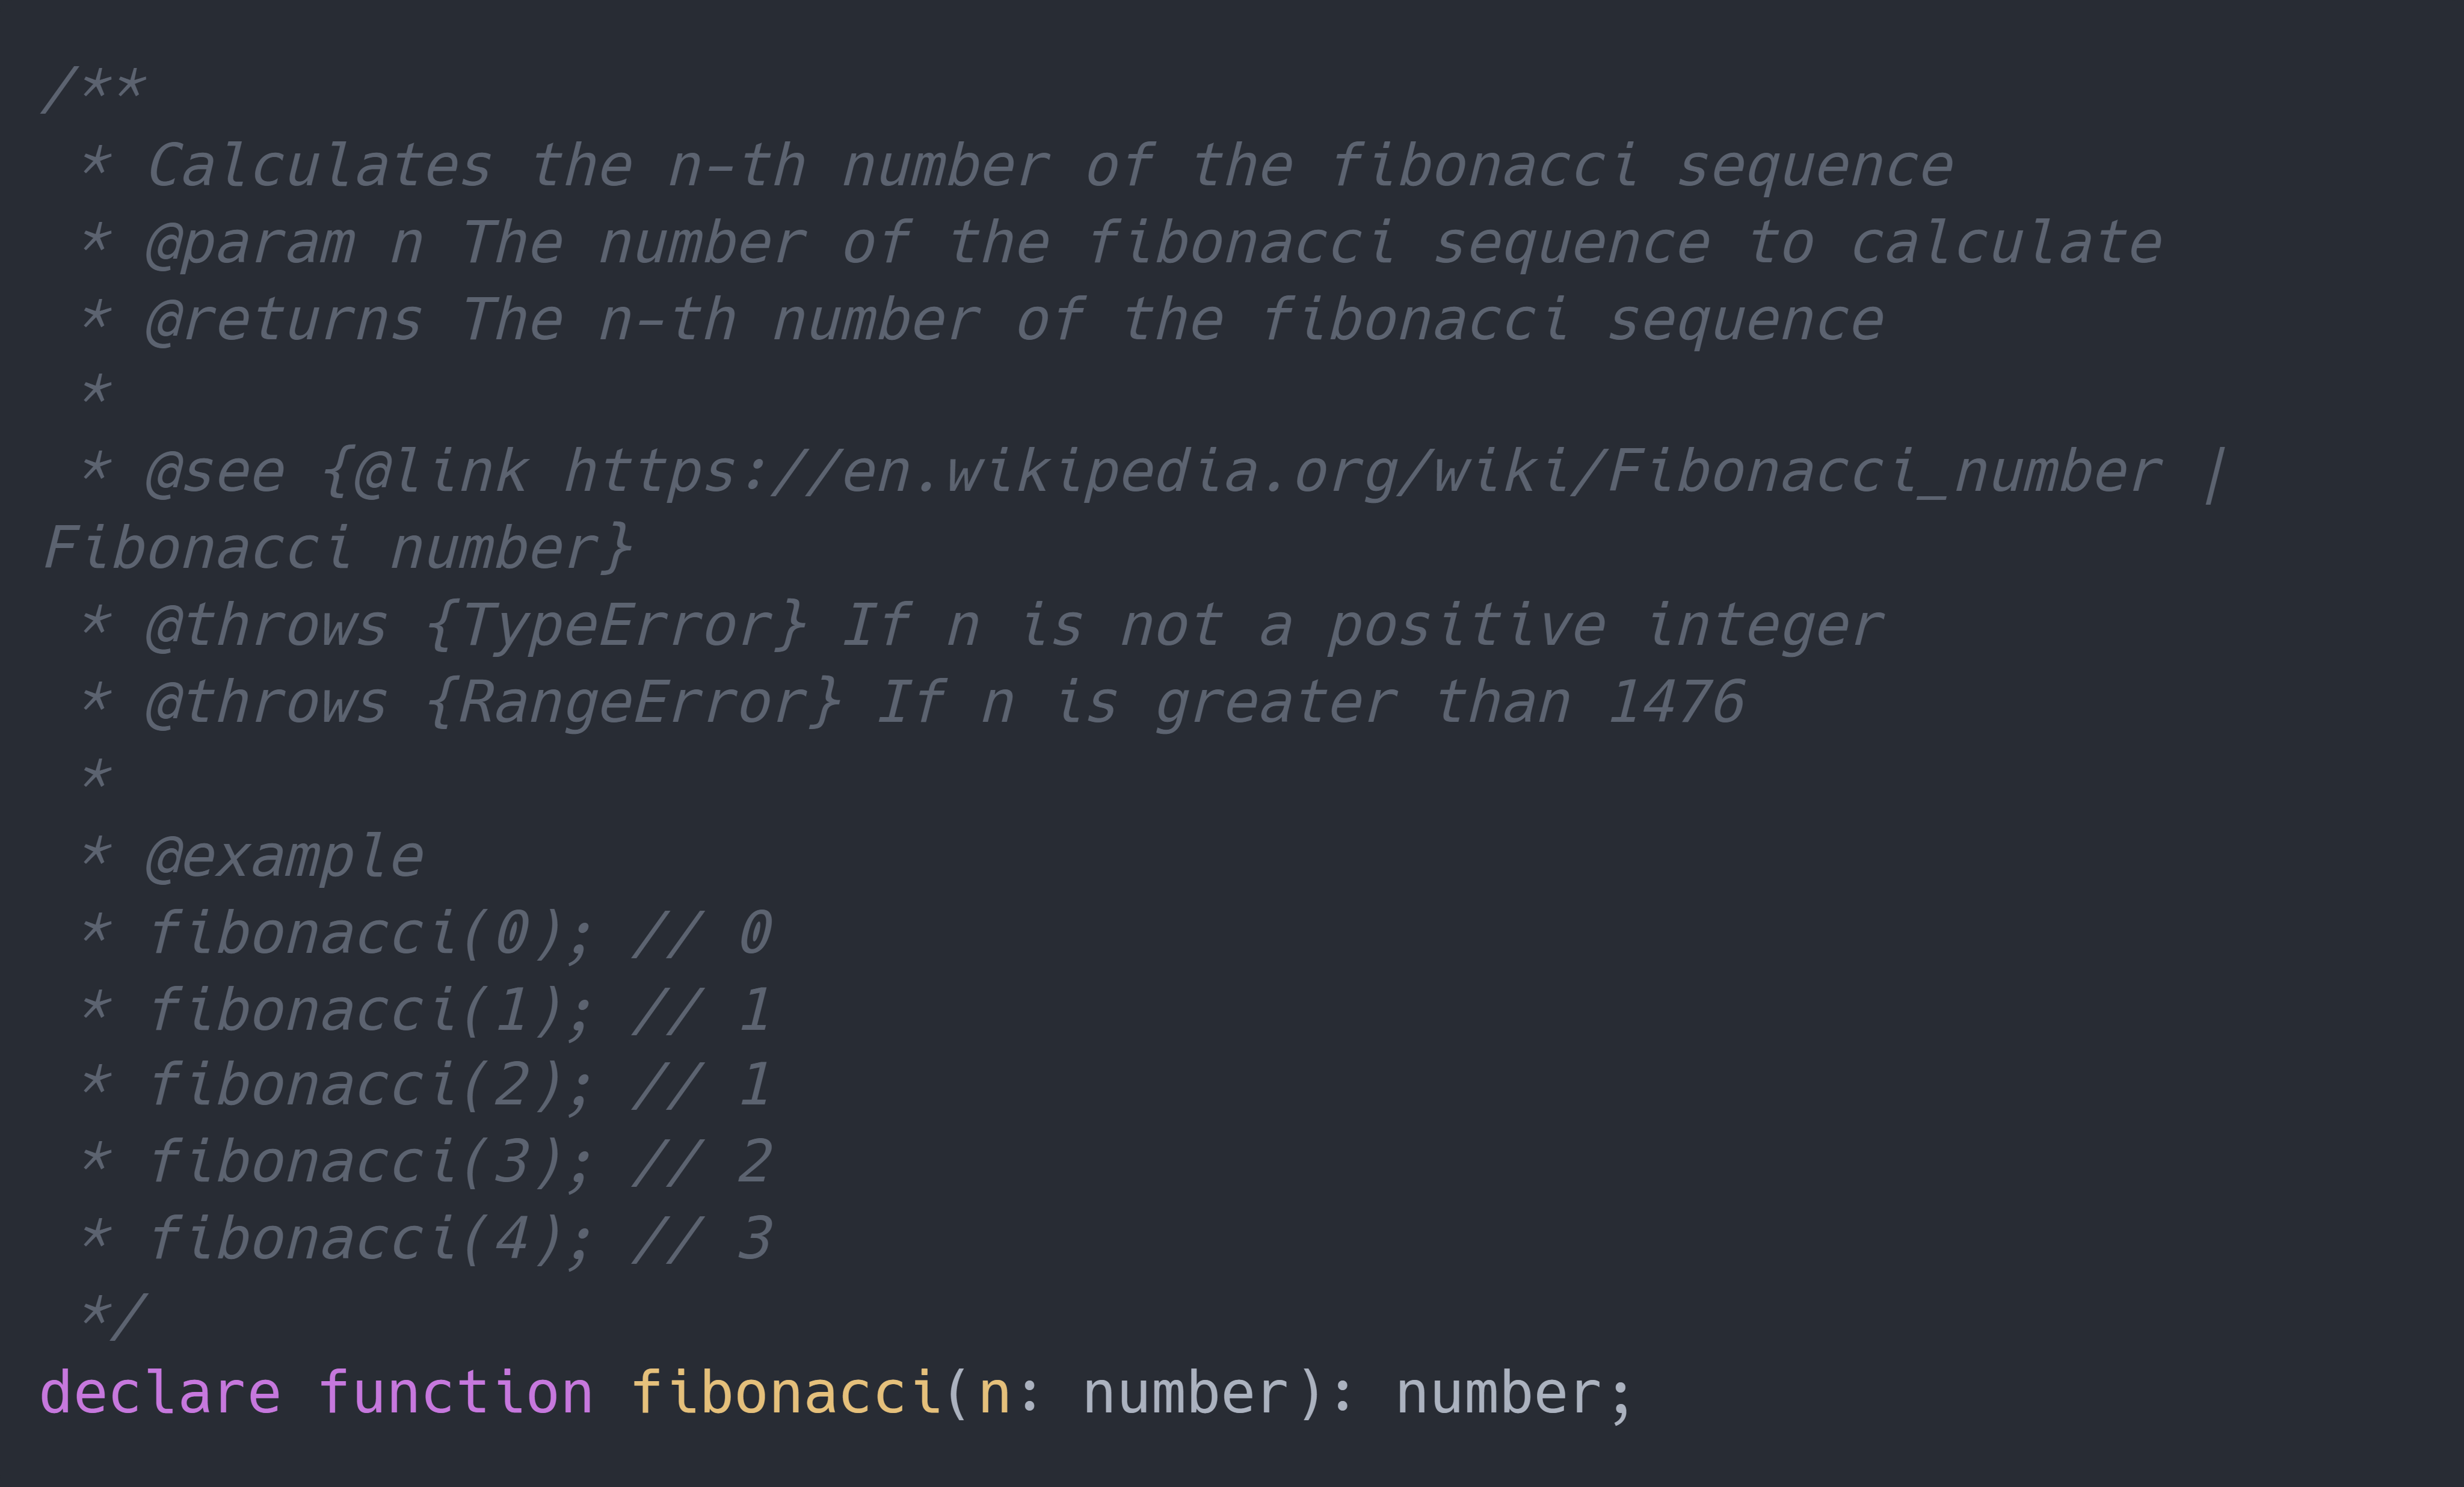 /**
 * Calculates the n-th number of the fibonacci sequence
 * @param n The number of the fibonacci sequence to calculate
 * @returns The n-th number of the fibonacci sequence
 *
 * @see {@link https://en.wikipedia.org/wiki/Fibonacci_number |
Fibonacci number}
 * @throws {TypeError} If n is not a positive integer
 * @throws {RangeError} If n is greater than 1476
 *
 * @example
 * fibonacci(0); // 0
 * fibonacci(1); // 1
 * fibonacci(2); // 1
 * fibonacci(3); // 2
 * fibonacci(4); // 3
 */
declare function fibonacci(n: number): number;